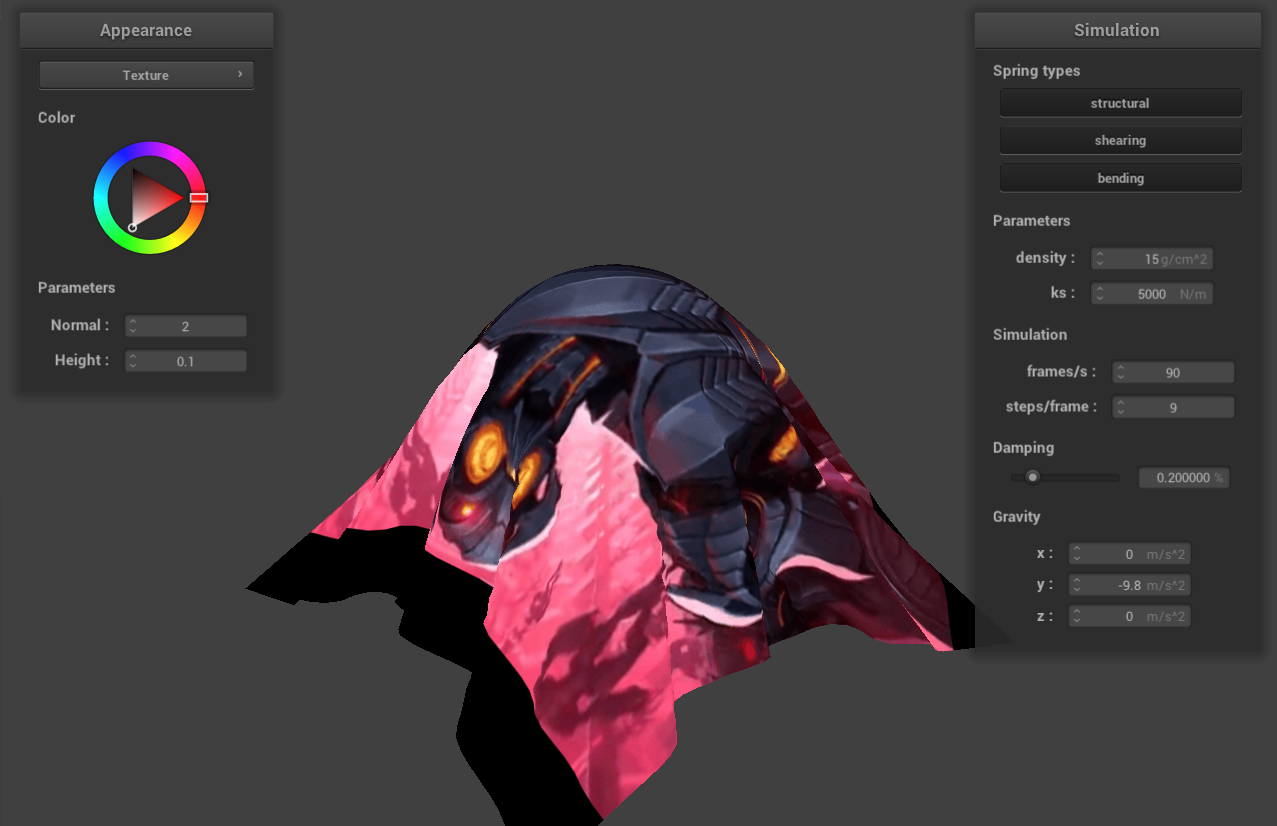 Appearance
Texture
Color
Parameters
Normal : 2
Height : 0.1
Simulation
Spring types
structural
shearing
bending
Parameters
density : 15 g/cm^2
ks : 5000 N/m
Simulation
frames/s : 90
steps/frame : 9
Damping
0.200000 %
Gravity
x : 0 m/s^2
y : -9.8 m/s^2
z : 0 m/s^2